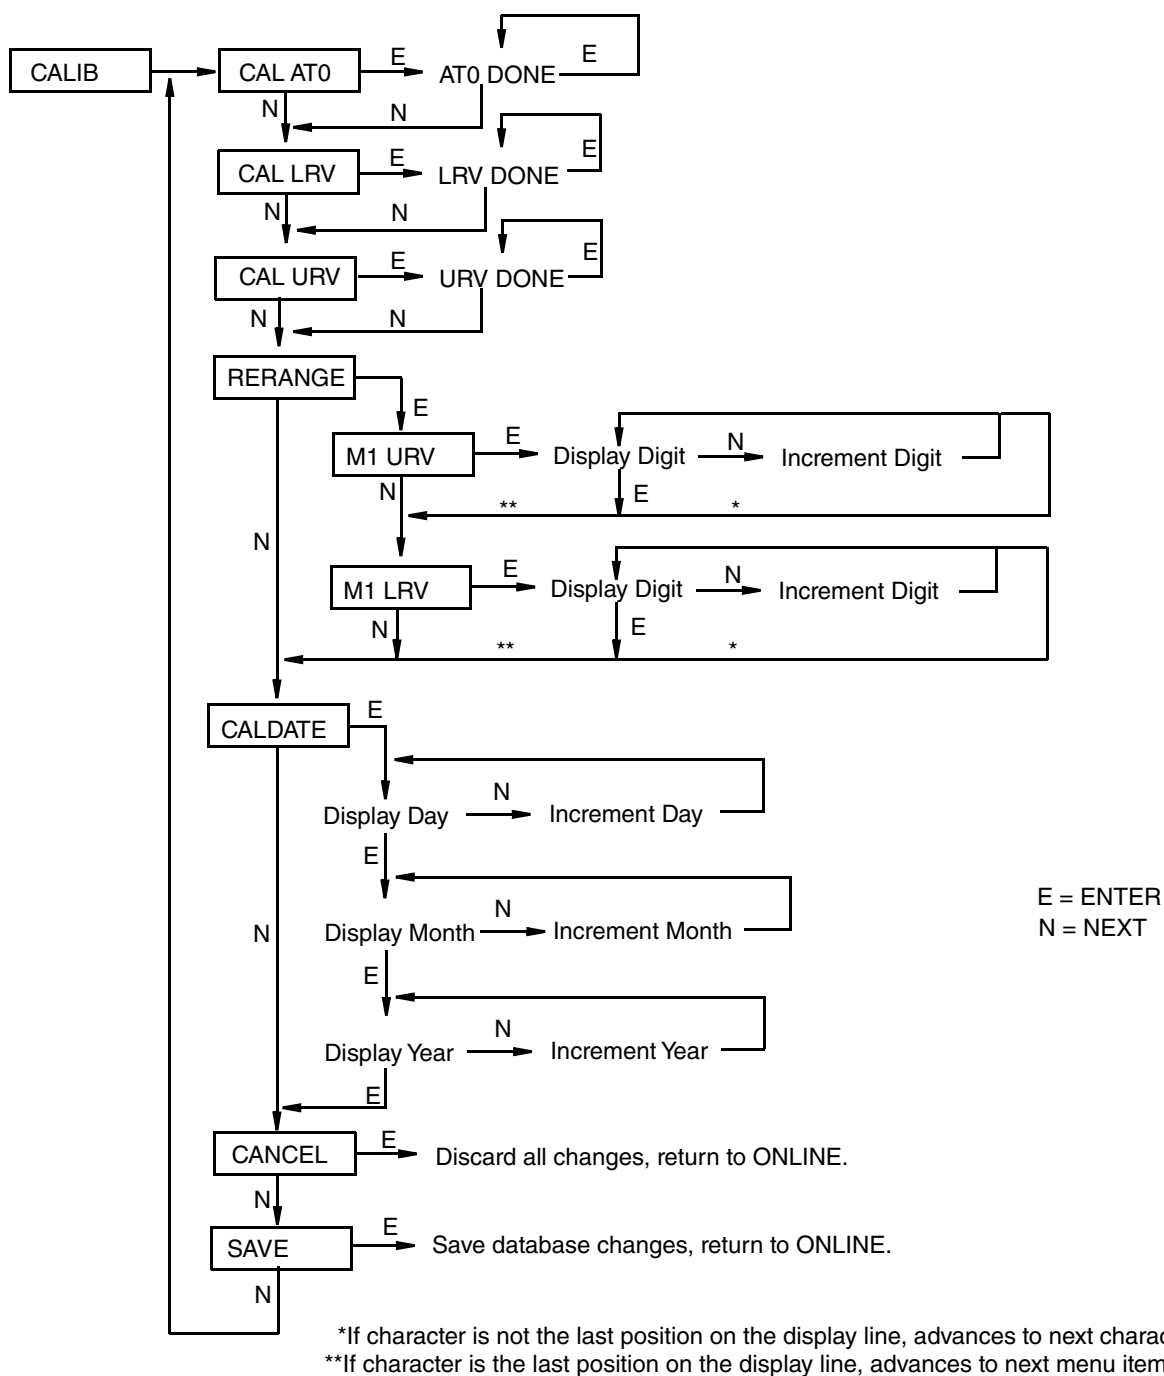 CALIB
CAL AT0
E
AT0 DONE
E
N
N
CAL LRV
E
LRV DONE
E
N
N
CAL URV
E
URV DONE
E
N
N
RERANGE
E
M1 URV
E
Display Digit
N
Increment Digit
N
E
**
*
N
M1 LRV
E
Display Digit
N
Increment Digit
N
E
**
*
CALDATE
E
Display Day
N
Increment Day
E
E = ENTER
N = NEXT
N
Display Month
N
Increment Month
E
Display Year
N
Increment Year
E
CANCEL
E
Discard all changes, return to ONLINE.
N
SAVE
E
Save database changes, return to ONLINE.
N
*If character is not the last position on the display line, advances to next
**If character is the last position on the display line, advances to next menu item